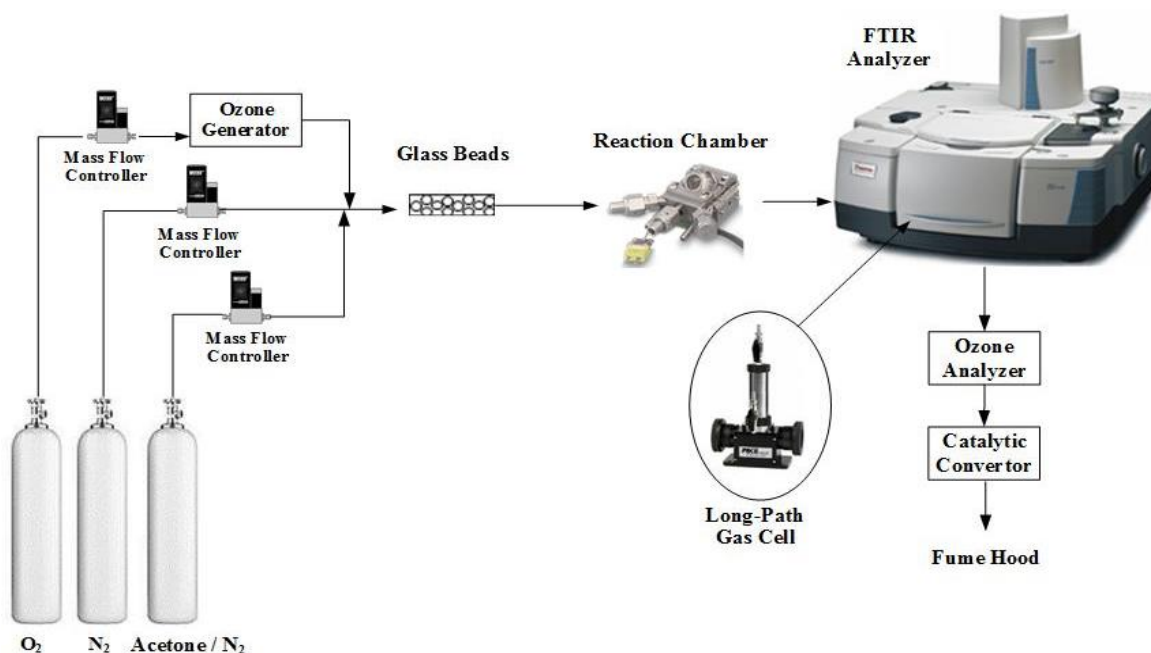 FTIR
Analyzer
Ozone
Generator
Mass Flow
Controller
Glass Beads
Reaction Chamber
Mass Flow
Controller
Mass Flow
Controller
Ozone
Analyzer
Catalytic
Convertor
Long-Path
Gas Cell
Fume Hood
O₂
N₂
Acetone / N₂